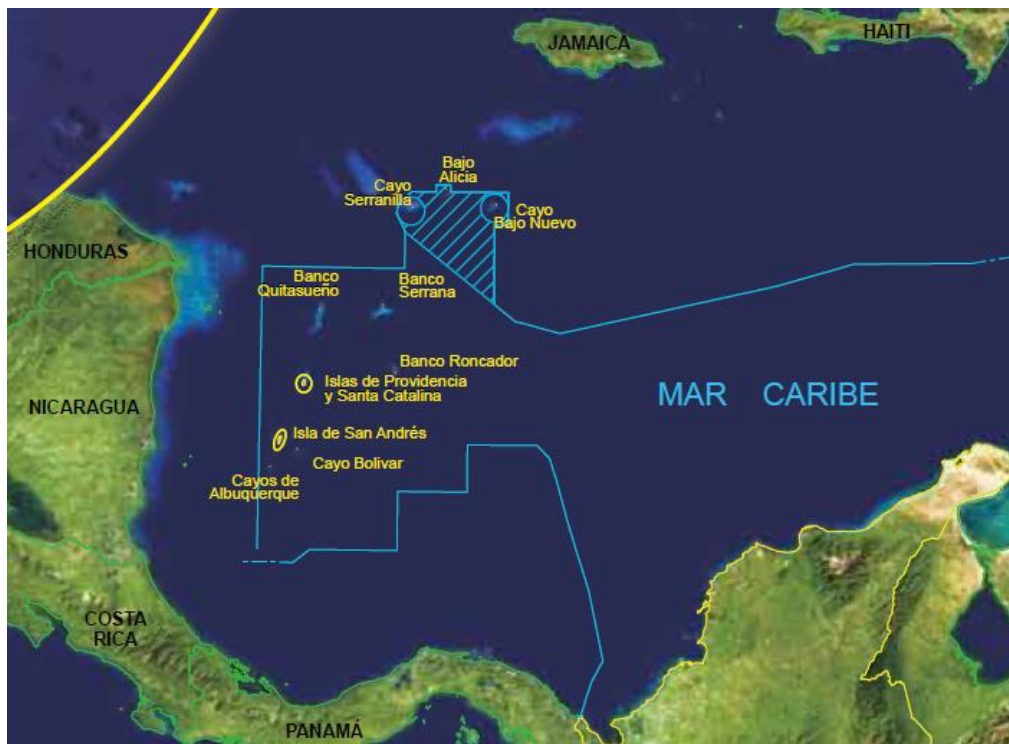 JAMAICA
HAITI
Bajo
Alicia
Cayo
Serranilla
Cayo
Bajo Nuevo
HONDURAS
Banco
Quitasueño
Banco
Serrana
Banco Roncador
Islas de Providencia
y Santa Catalina
MAR CARIBE
NICARAGUA
Isla de San Andrés
Cayo Bolivar
Cayos de
Albuquerque
COSTA
RICA
PANAMÁ